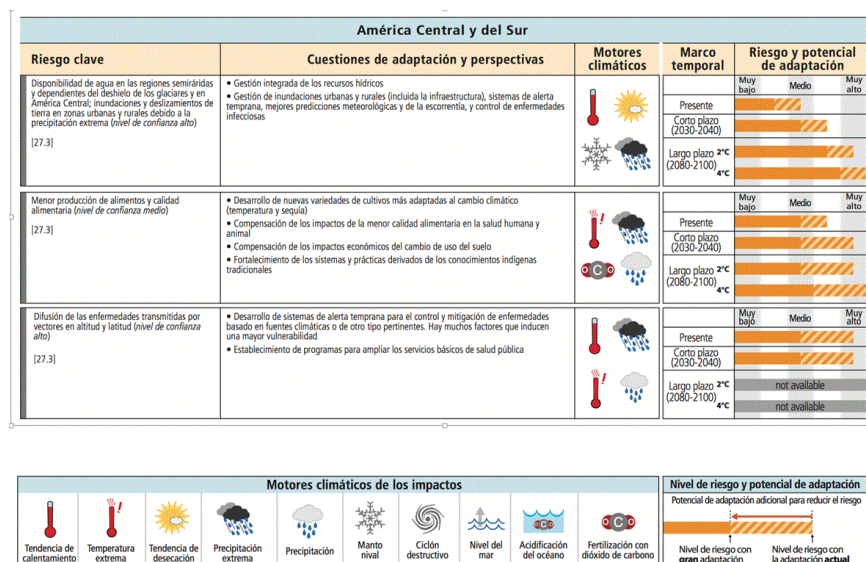 América Central y del Sur
Riesgo clave
Cuestiones de adaptación y perspectivas
Motores
climáticos
Marco
temporal
Riesgo y potencial
de adaptación
Disponibilidad de agua en las regiones semiráridas
y dependientes del deshielo de los glaciares y en
América Central; inundaciones y deslizamientos de
tierra en zonas urbanas y rurales debido a la
precipitación extrema (nivel de confianza alto)
[27.3]
• Gestión integrada de los recursos hídricos
• Gestión de inundaciones urbanas y rurales (incluida la infraestructura), sistemas de alerta
temprana, mejores predicciones meteorológicas y de la escorrentía, y control de enfermedades
infecciosas
Muy
bajo
Medio
Muy
alto
Presente
Corto plazo
(2030-2040)
Largo plazo 2°C
(2080-2100)
4°C
Menor producción de alimentos y calidad
alimentaria (nivel de confianza medio)
[27.3]
• Desarrollo de nuevas variedades de cultivos más adaptadas al cambio climático
(temperatura y sequía)
• Compensación de los impactos de la menor calidad alimentaria en la salud humana y
animal
• Compensación de los impactos económicos del cambio de uso del suelo
• Fortalecimiento de los sistemas y prácticas derivados de los conocimientos indígenas
tradicionales
!
O C O
Muy
bajo
Medio
Muy
alto
Presente
Corto plazo
(2030-2040)
Largo plazo 2°C
(2080-2100)
4°C
Difusión de las enfermedades transmitidas por
vectores en altitud y latitud (nivel de confianza
alto)
[27.3]
• Desarrollo de sistemas de alerta temprana para el control y mitigación de enfermedades
basado en fuentes climáticas o de otro tipo pertinentes. Hay muchos factores que inducen
una mayor vulnerabilidad
• Establecimiento de programas para ampliar los servicios básicos de salud pública
!
Muy
bajo
Medio
Muy
alto
Presente
Corto plazo
(2030-2040)
Largo plazo 2°C
(2080-2100)
4°C
not available
not available
Motores climáticos de los impactos
!
O C O
O C O
Tendencia de
calentamiento
Temperatura
extrema
Tendencia de
desecación
Precipitación
extrema
Precipitación
Manto
nival
Ciclón
destructivo
Nivel del
mar
Acidificación
del océano
Fertilización con
dióxido de carbono
Nivel de riesgo y potencial de adaptación
Potencial de adaptación adicional para reducir el riesgo
Nivel de riesgo con
gran adaptación
Nivel de riesgo con
la adaptación actual